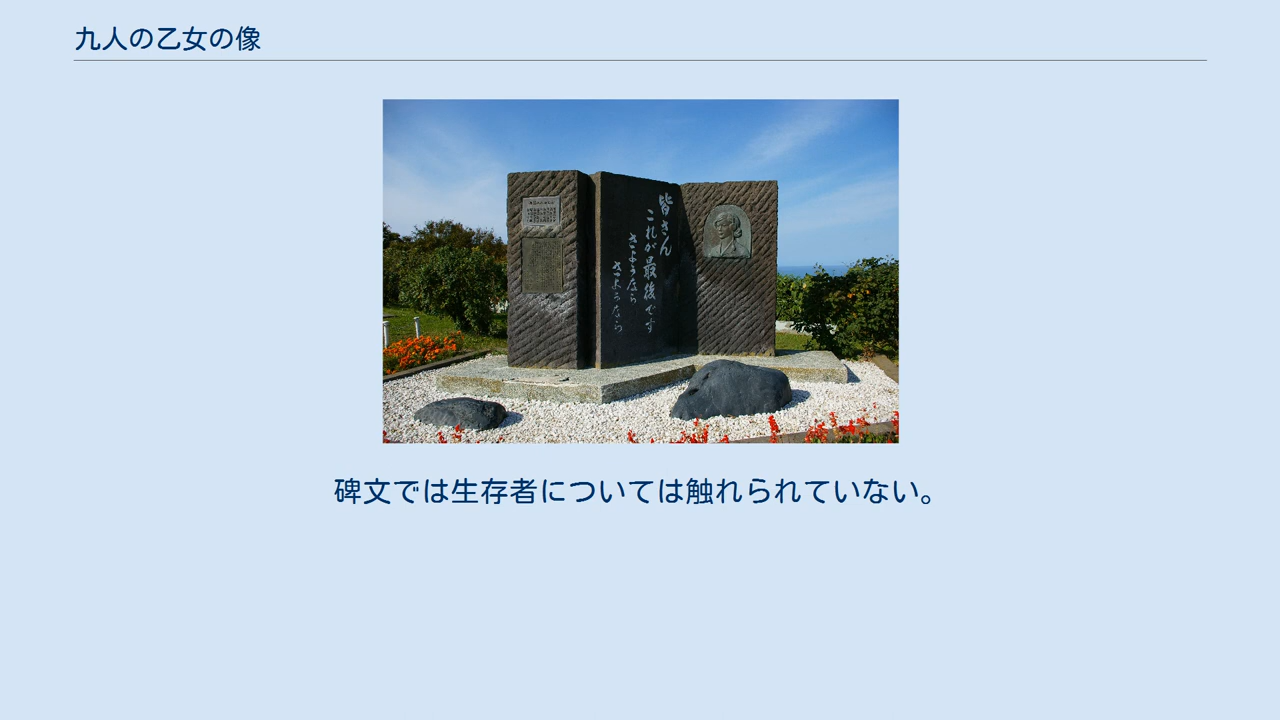 九人の乙女の像
皆さん
これが最後です
さようなら
さようなら
碑文では生存者については触れられていない。